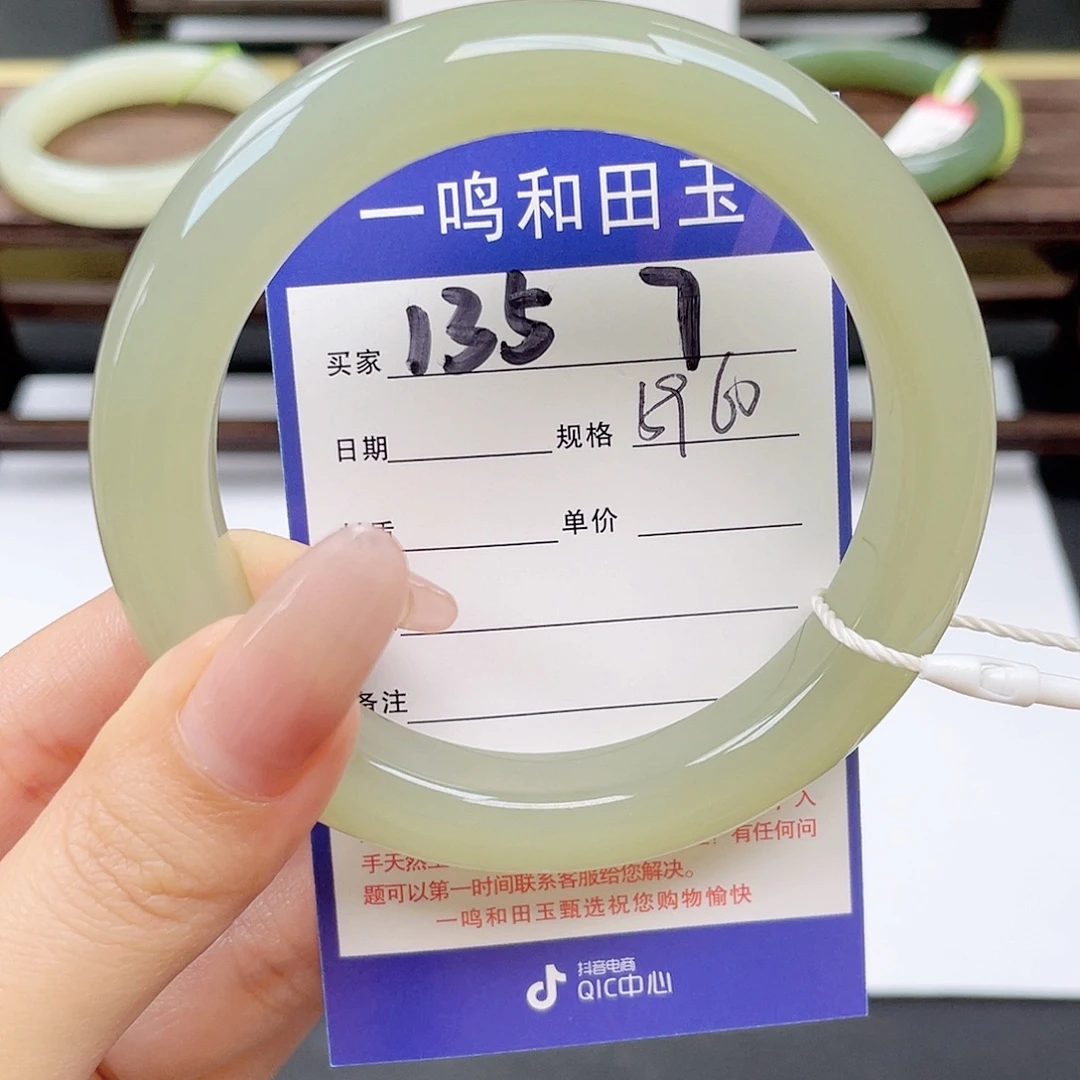 一鸣和田玉
买家 135 7
日期 规格 60
单价
备注
入
有任何问
手天然
题可以第一时间联系客服给您解决。
一鸣和田玉甄选祝您购物愉快
抖音电商
QIC中心